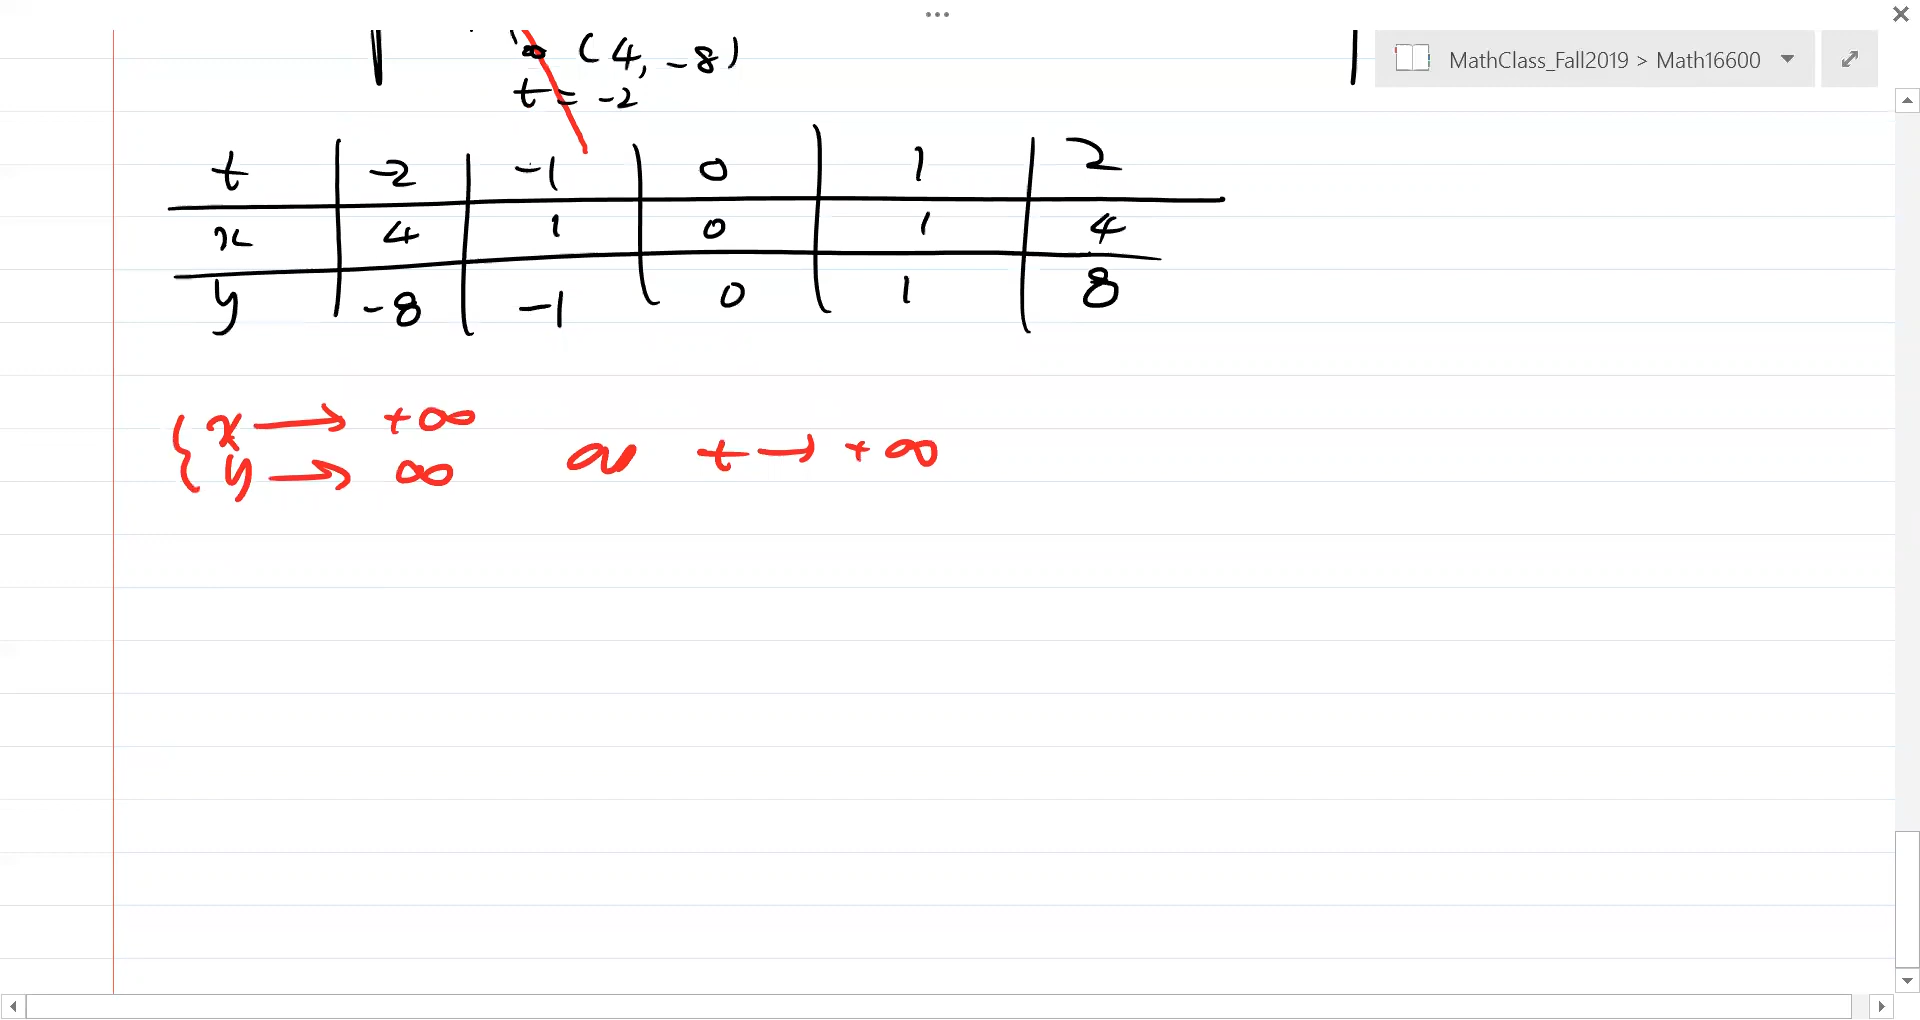 (4, -8)
t = -2
MathClass_Fall2019 > Math16600
t -2 -1 0 1 2
x 4 1 0 1 4
y -8 -1 0 1 8
{ x → +∞
y → ∞ as t → +∞